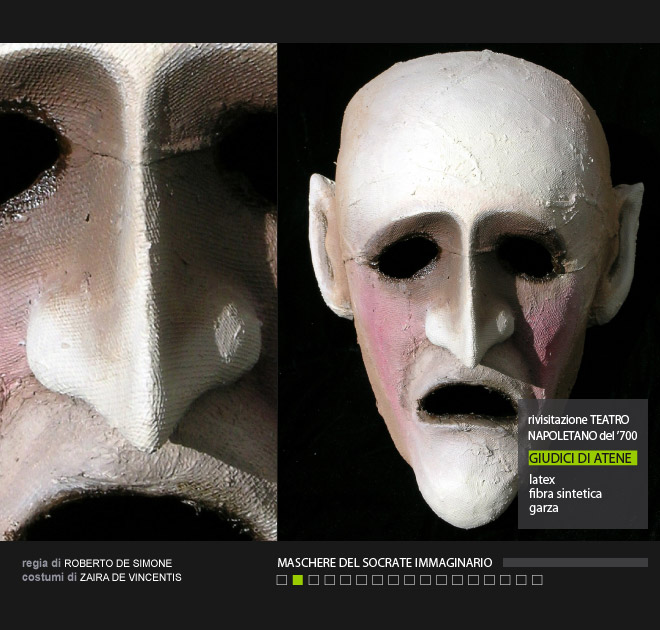 rivisitazione TEATRO
NAPOLETANO del '700
GIUDICI DI ATENE
latex
fibra sintetica
garza
regia di ROBERTO DE SIMONE
costumi di ZAIRA DE VINCENTIS
MASCHERE DEL SOCRATE IMMAGINARIO